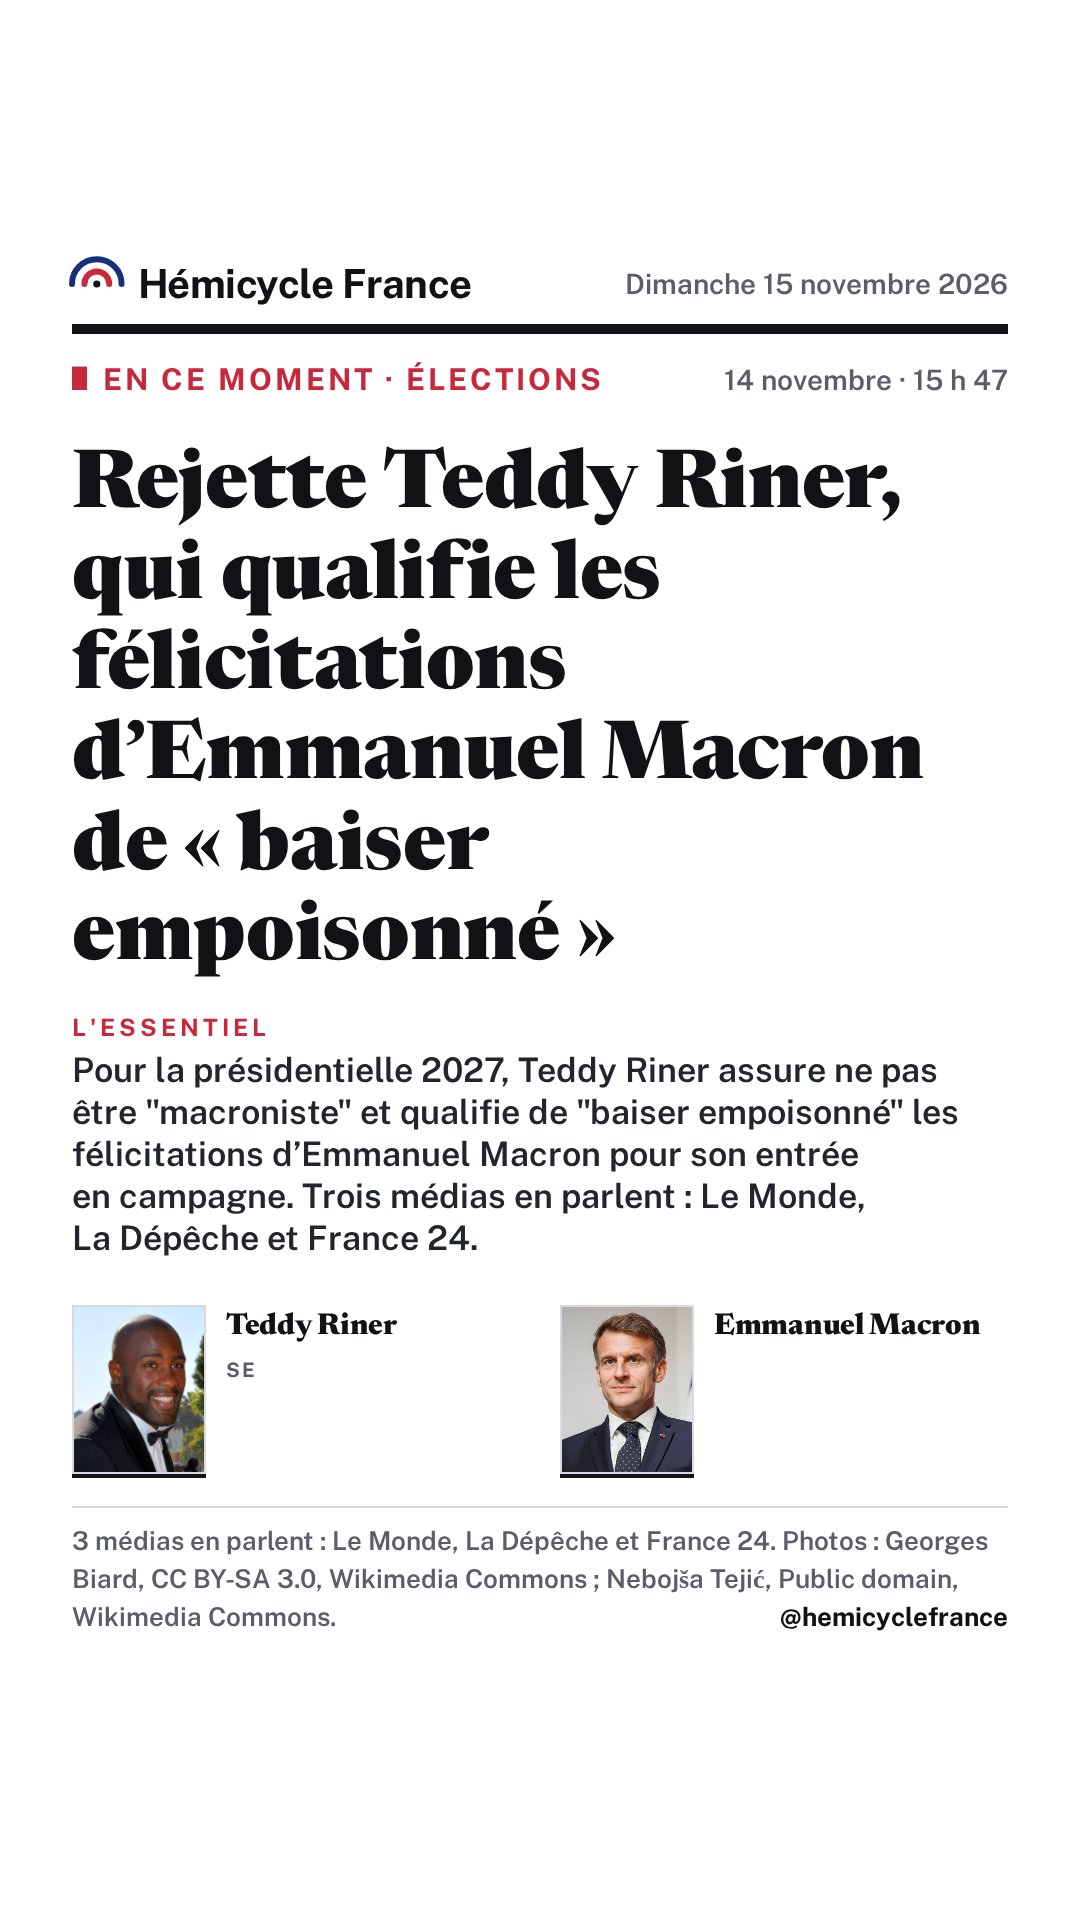 Hémicycle France
Dimanche 15 novembre 2026
EN CE MOMENT · ÉLECTIONS
14 novembre · 15 h 47
Rejette Teddy Riner,
qui qualifie les
félicitations
d’Emmanuel Macron
de « baiser
empoisonné »
L'ESSENTIEL
Pour la présidentielle 2027, Teddy Riner assure ne pas
être "macroniste" et qualifie de "baiser empoisonné" les
félicitations d’Emmanuel Macron pour son entrée
en campagne. Trois médias en parlent : Le Monde,
La Dépêche et France 24.
Teddy Riner
SE
Emmanuel Macron
3 médias en parlent : Le Monde, La Dépêche et France 24. Photos : Georges
Biard, CC BY-SA 3.0, Wikimedia Commons ; Nebojša Tejić, Public domain,
Wikimedia Commons.
@hemicyclefrance